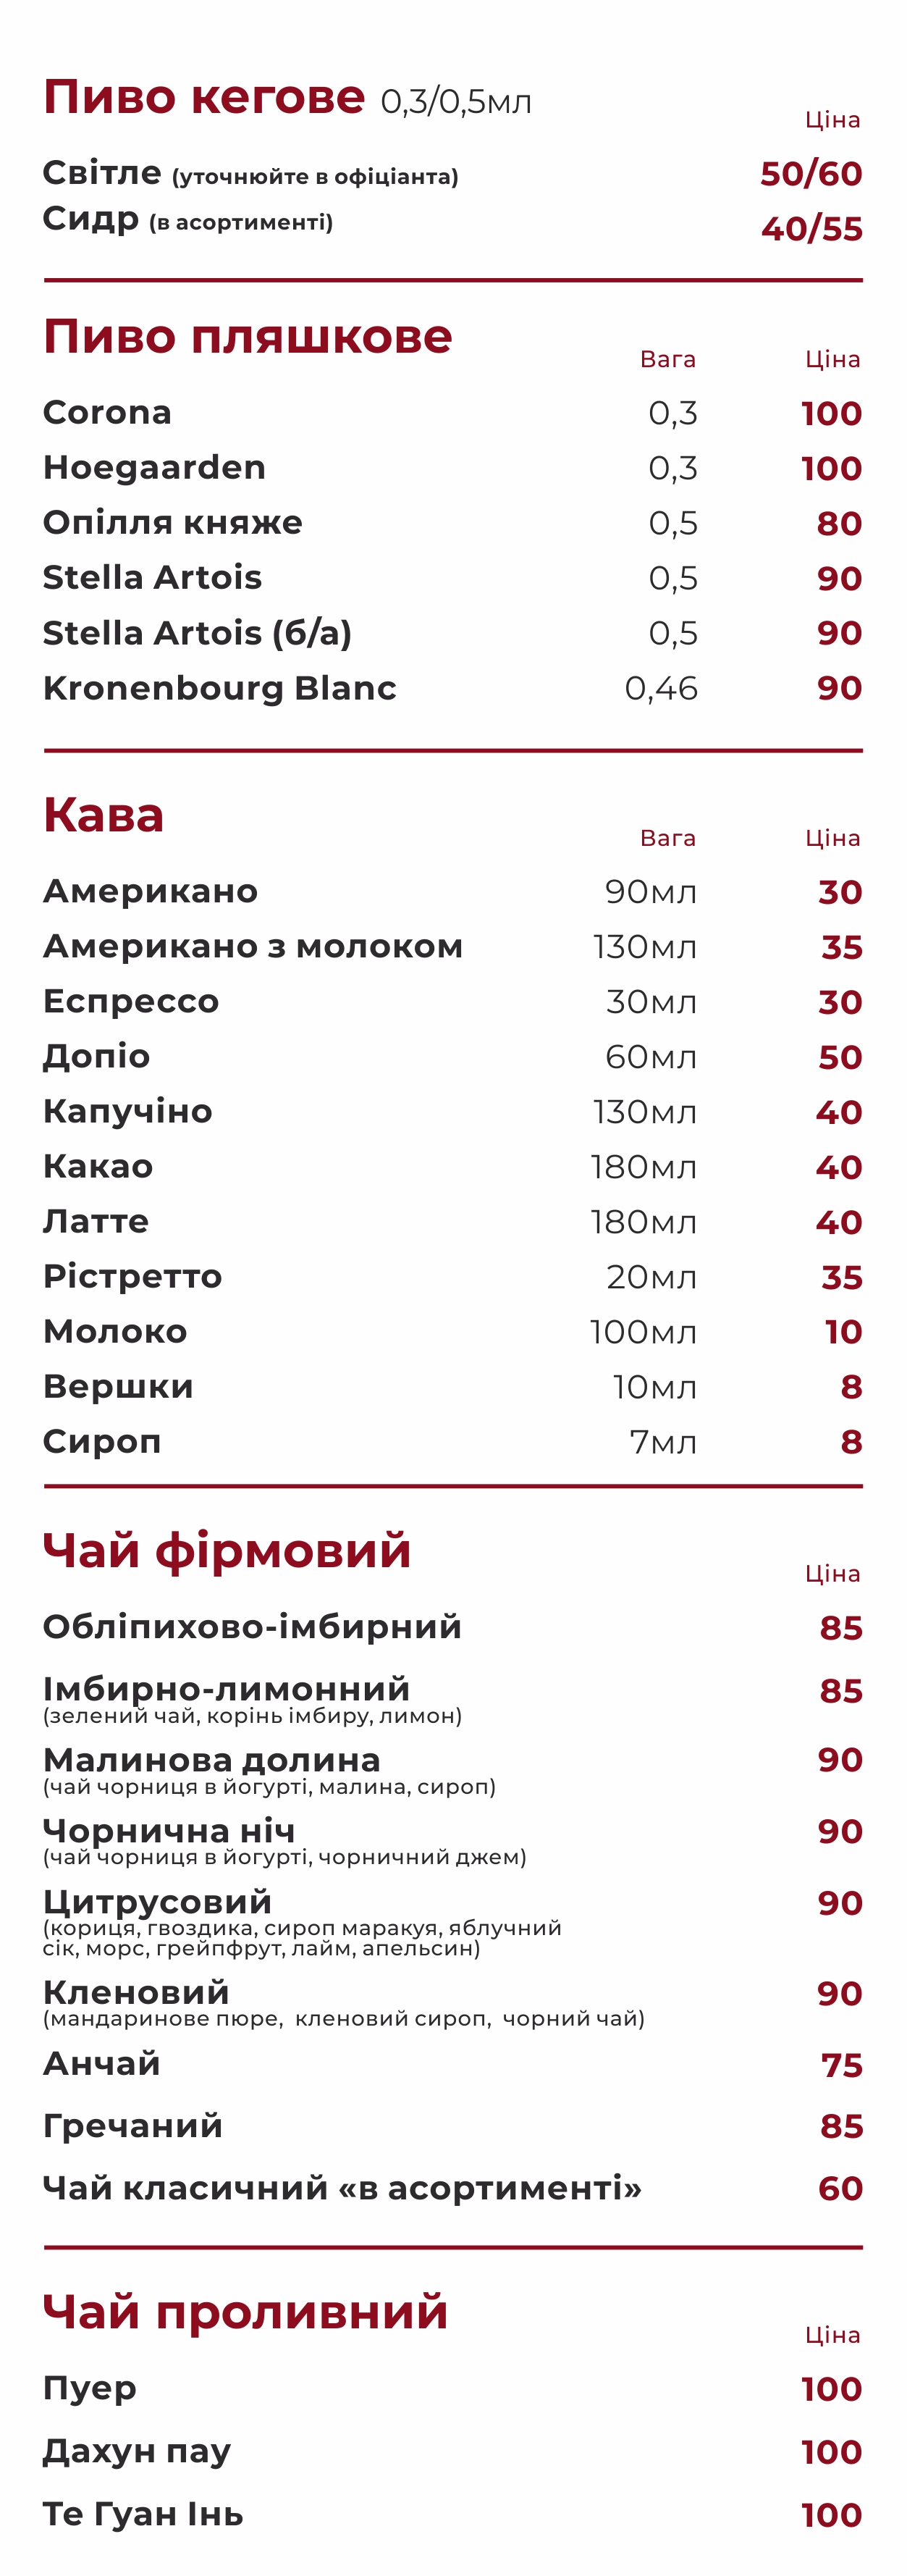 Пиво кегове 0,3/0,5мл
Ціна
Світле (уточнюйте в офіціанта) 50/60
Сидр (в асортименті) 40/55
Пиво пляшкове
Вага Ціна
Corona 0,3 100
Hoegaarden 0,3 100
Опілля княже 0,5 80
Stella Artois 0,5 90
Stella Artois (б/а) 0,5 90
Kronenbourg Blanc 0,46 90
Кава
Вага Ціна
Американо 90мл 30
Американо з молоком 130мл 35
Еспрессо 30мл 30
Допіо 60мл 50
Капучіно 130мл 40
Какао 180мл 40
Латте 180мл 40
Рістретто 20мл 35
Молоко 100мл 10
Вершки 10мл 8
Сироп 7мл 8
Чай фірмовий
Ціна
Обліпихово-імбирний 85
Імбирно-лимонний 85
(зелений чай, корінь імбиру, лимон)
Малинова долина 90
(чай чорниця в йогурті, малина, сироп)
Чорнична ніч 90
(чай чорниця в йогурті, чорничний джем)
Цитрусовий 90
(кориця, гвоздика, сироп маракуя, яблучний
сік, морс, грейпфрут, лайм, апельсин)
Кленовий 90
(мандаринове пюре, кленовий сироп, чорний чай)
Анчай 75
Гречаний 85
Чай класичний «в асортименті» 60
Чай проливний
Ціна
Пуер 100
Дахун пау 100
Те Гуан Інь 100